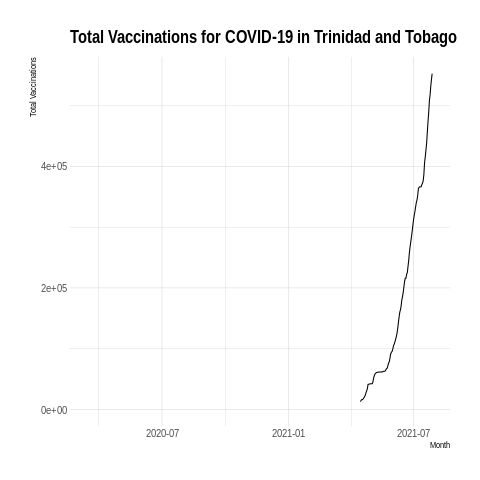 Total Vaccinations for COVID-19 in Trinidad and Tobago
Total Vaccinations
4e+05
2e+05
0e+00
2020-07
2021-01
2021-07
Month